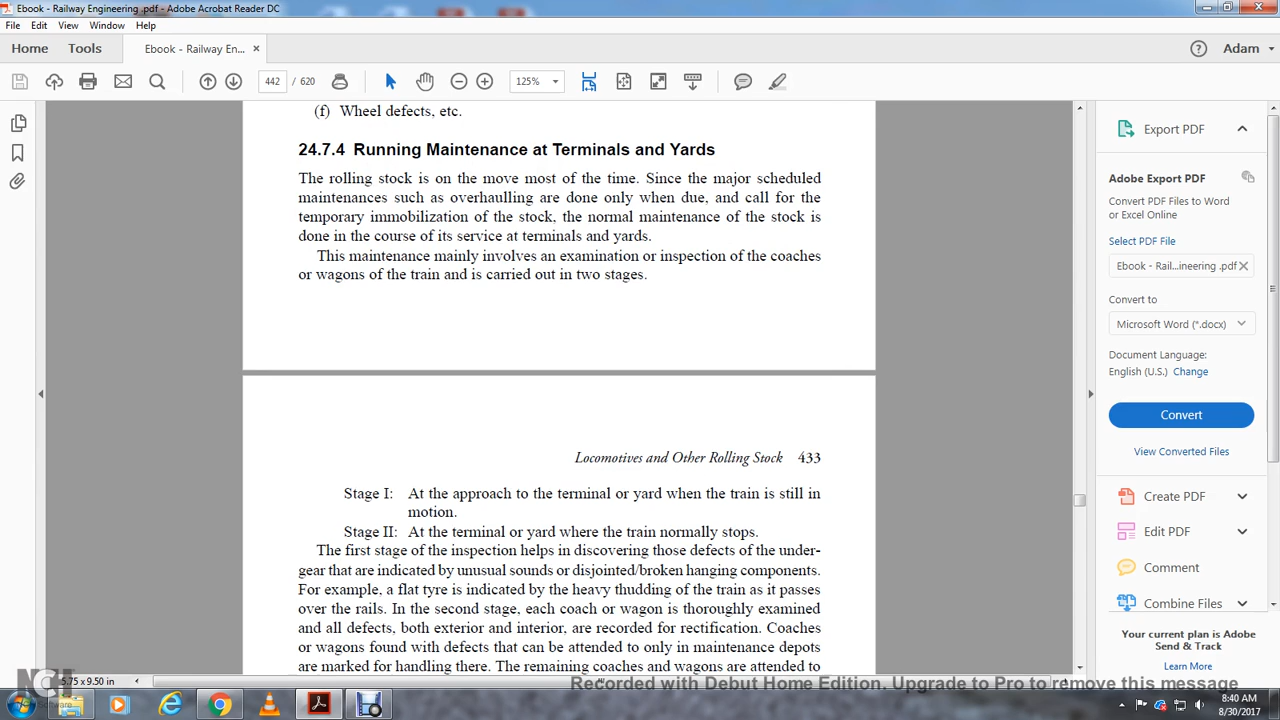 Ebook - Railway Engineering .pdf - Adobe Acrobat Reader DC
File Edit View Window Help
Home Tools Ebook - Railway En... × Adam
442 / 620 125%
(f) Wheel defects, etc.
24.7.4 Running Maintenance at Terminals and Yards
The rolling stock is on the move most of the time. Since the major scheduled
maintenances such as overhaulling are done only when due, and call for the
temporary immobilization of the stock, the normal maintenance of the stock is
done in the course of its service at terminals and yards.
This maintenance mainly involves an examination or inspection of the coaches
or wagons of the train and is carried out in two stages.
Locomotives and Other Rolling Stock 433
Stage I: At the approach to the terminal or yard when the train is still in
motion.
Stage II: At the terminal or yard where the train normally stops.
The first stage of the inspection helps in discovering those defects of the under-
gear that are indicated by unusual sounds or disjointed/broken hanging components.
For example, a flat tyre is indicated by the heavy thudding of the train as it passes
over the rails. In the second stage, each coach or wagon is thoroughly examined
and all defects, both exterior and interior, are recorded for rectification. Coaches
or wagons found with defects that can be attended to only in maintenance depots
are marked for handling there. The remaining coaches and wagons are attended to
Export PDF
Adobe Export PDF
Convert PDF Files to Word
or Excel Online
Select PDF File
Ebook - Rail...ineering .pdf ×
Convert to
Microsoft Word (*.docx)
Document Language:
English (U.S.) Change
Convert
View Converted Files
Create PDF
Edit PDF
Comment
Combine Files
Your current plan is Adobe
Send & Track
Learn More
5.75 x 9.50 in
NCH
Software
Recorded with Debut Home Edition. Upgrade to Pro to remove this message
8:40 AM
8/30/2017